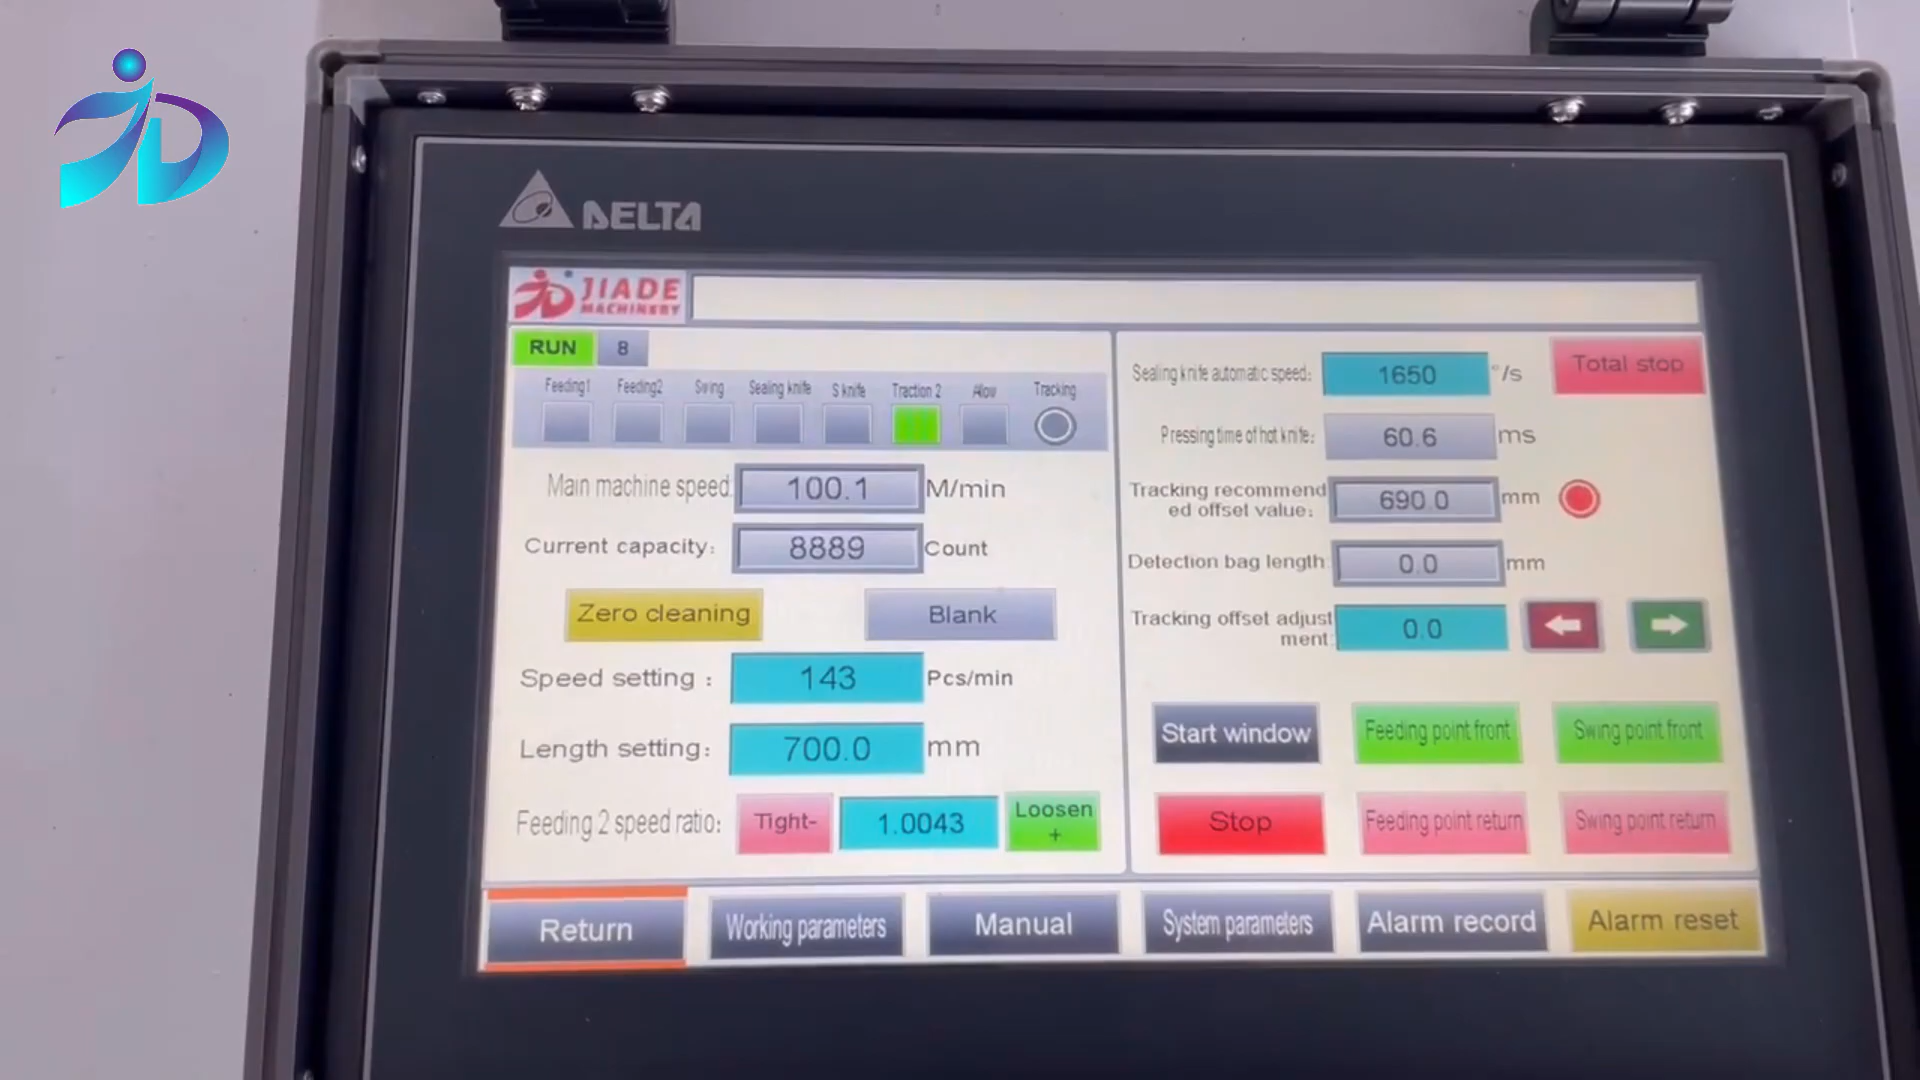 DELTA
JIADE
MACHINERY
RUN 8
Feeding1 Feeding2 Swing Sealing knife S knife Traction 2 Alow Tracking
Main machine speed: 100.1 M/min
Current capacity: 8889 Count
Zero cleaning Blank
Speed setting : 143 Pcs/min
Length setting: 700.0 mm
Feeding 2 speed ratio: Tight- 1.0043 Loosen
+
Sealing knife automatic speed: 1650 °/s Total stop
Pressing time of hot knife: 60.6 ms
Tracking recommend
ed offset value: 690.0 mm
Detection bag length: 0.0 mm
Tracking offset adjust
ment: 0.0
Start window Feeding point front Swing point front
Stop Feeding point return Swing point return
Return Working parameters Manual System parameters Alarm record Alarm reset